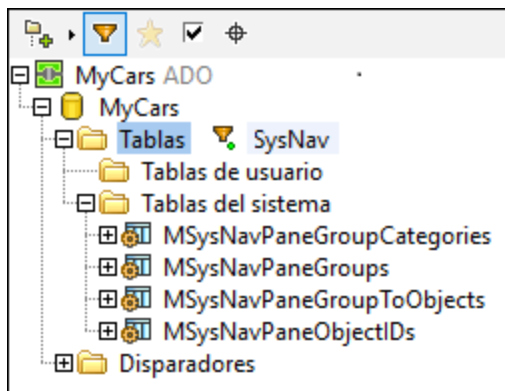 MyCars ADO
MyCars
Tablas SysNav
Tablas de usuario
Tablas del sistema
MSysNavPaneGroupCategories
MSysNavPaneGroups
MSysNavPaneGroupToObjects
MSysNavPaneObjectIDs
Disparadores